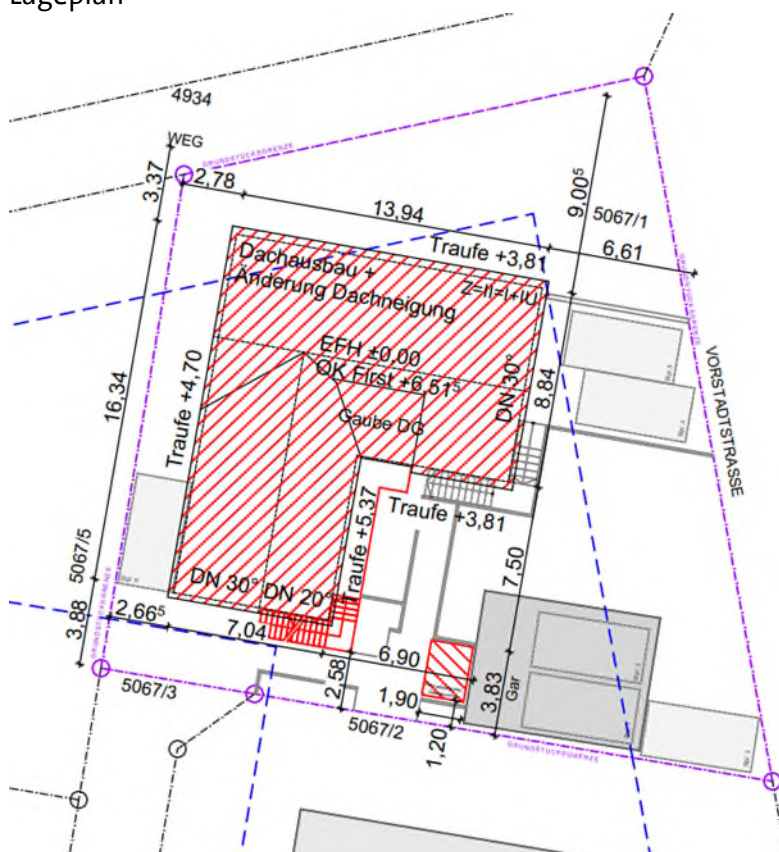 Lageplan
4934
WEG
GRUNDSTÜCKSGRENZE
3,37
2,78
13,94
9,00⁵
5067/1
6,61
Traufe +3,81
Dachausbau +
Änderung Dachneigung
Z=II=I+IU
EFH ±0.00
OK First +6,51⁵
Gaube DG
DN 30°
8,84
16,34
Traufe +4,70
VORSTADTSTRASSE
GRUNDSTÜCKSGRENZE
Traufe +3,81
Traufe +5,37
7,50
5067/5
GRUNDSTÜCKSGRENZE
3,88
2,66⁵
DN 30°
DN 20°
7,04
6,90
2,58
3,83
Gar
1,90
1,20
5067/3
5067/2
GRUNDSTÜCKSGRENZE